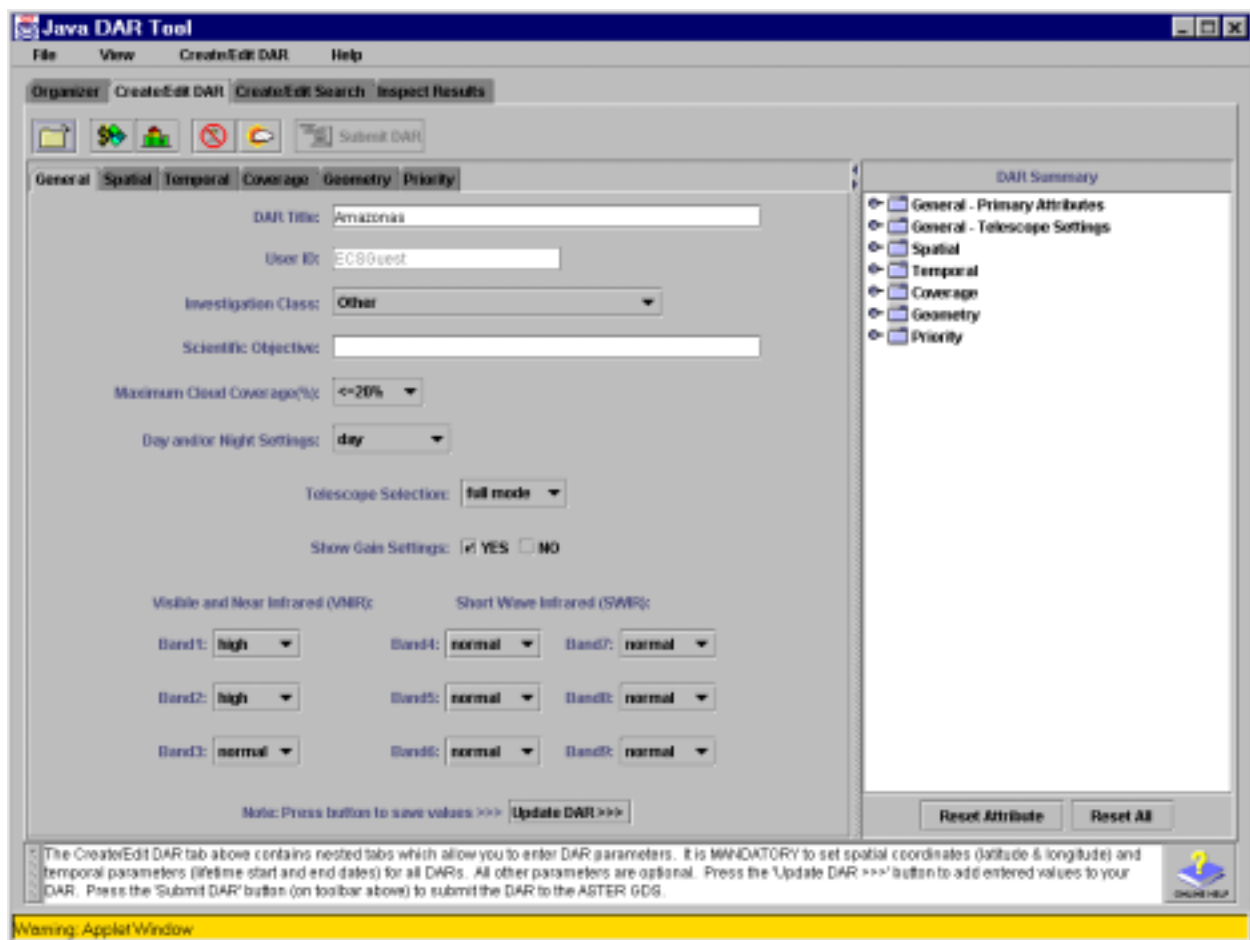 Java DAR Tool
File View Create/Edit DAR Help
Organizer Create/Edit DAR Create/Edit Search Inspect Results
Submit DAR
General Spatial Temporal Coverage Geometry Priority
DAR Title: Amazonas
User ID: ECSGuest
Investigation Class: Other
Scientific Objective:
Maximum Cloud Coverage(%): <=20%
Day and/or Night Settings: day
Telescope Selection: full mode
Show Gain Settings: YES NO
Visible and Near Infrared (VNIR): Short Wave Infrared (SWIR):
Band1: high Band4: normal Band7: normal
Band2: high Band5: normal Band8: normal
Band3: normal Band6: normal Band9: normal
Note: Press button to save values >>> Update DAR >>>
DAR Summary
General - Primary Attributes
General - Telescope Settings
Spatial
Temporal
Coverage
Geometry
Priority
Reset Attribute Reset All
The Create/Edit DAR tab above contains nested tabs which allow you to enter DAR parameters. It is MANDATORY to set spatial coordinates (latitude & longitude) and
temporal parameters (lifetime start and end dates) for all DARs. All other parameters are optional. Press the 'Update DAR >>>' button to add entered values to your
DAR. Press the 'Submit DAR' button (on toolbar above) to submit the DAR to the ASTER GDS.
ONLINE HELP
Warning: Applet Window